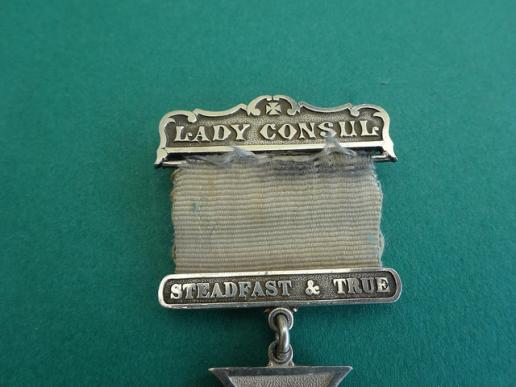 LADY CONSUL
STEADFAST & TRUE